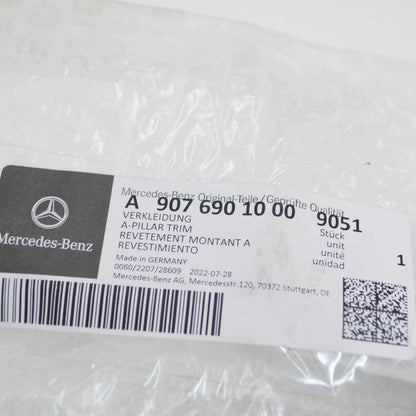 Mercedes-Benz Original-Teile/Geprüfte Qualität
A 907 690 10 00 9051
VERKLEIDUNG
A-PILLAR TRIM
REVETEMENT MONTANT A
REVESTIMIENTO
Stück
unit
unité
unidad
1
Made in GERMANY
0060/2207/28609 2022-07-28
Mercedes-Benz AG, Mercedesstr.120, 70372 Stuttgart, DE
Mercedes-Benz